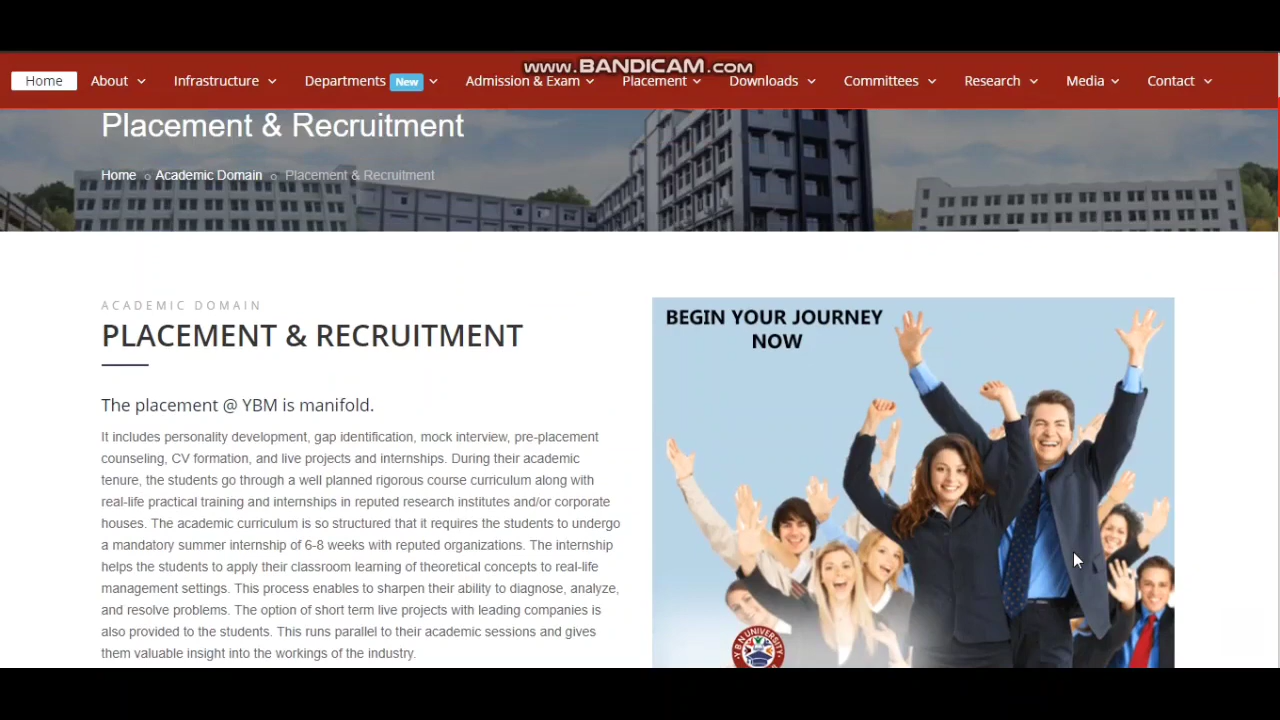 www.BANDICAM.com
Home About Infrastructure Departments New Admission & Exam Placement Downloads Committees Research Media Contact
Placement & Recruitment
Home Academic Domain Placement & Recruitment
ACADEMIC DOMAIN
PLACEMENT & RECRUITMENT
The placement @ YBM is manifold.
It includes personality development, gap identification, mock interview, pre-placement
counseling, CV formation, and live projects and internships. During their academic
tenure, the students go through a well planned rigorous course curriculum along with
real-life practical training and internships in reputed research institutes and/or corporate
houses. The academic curriculum is so structured that it requires the students to undergo
a mandatory summer internship of 6-8 weeks with reputed organizations. The internship
helps the students to apply their classroom learning of theoretical concepts to real-life
management settings. This process enables to sharpen their ability to diagnose, analyze,
and resolve problems. The option of short term live projects with leading companies is
also provided to the students. This runs parallel to their academic sessions and gives
them valuable insight into the workings of the industry.
BEGIN YOUR JOURNEY
NOW
YBN UNIVERSITY